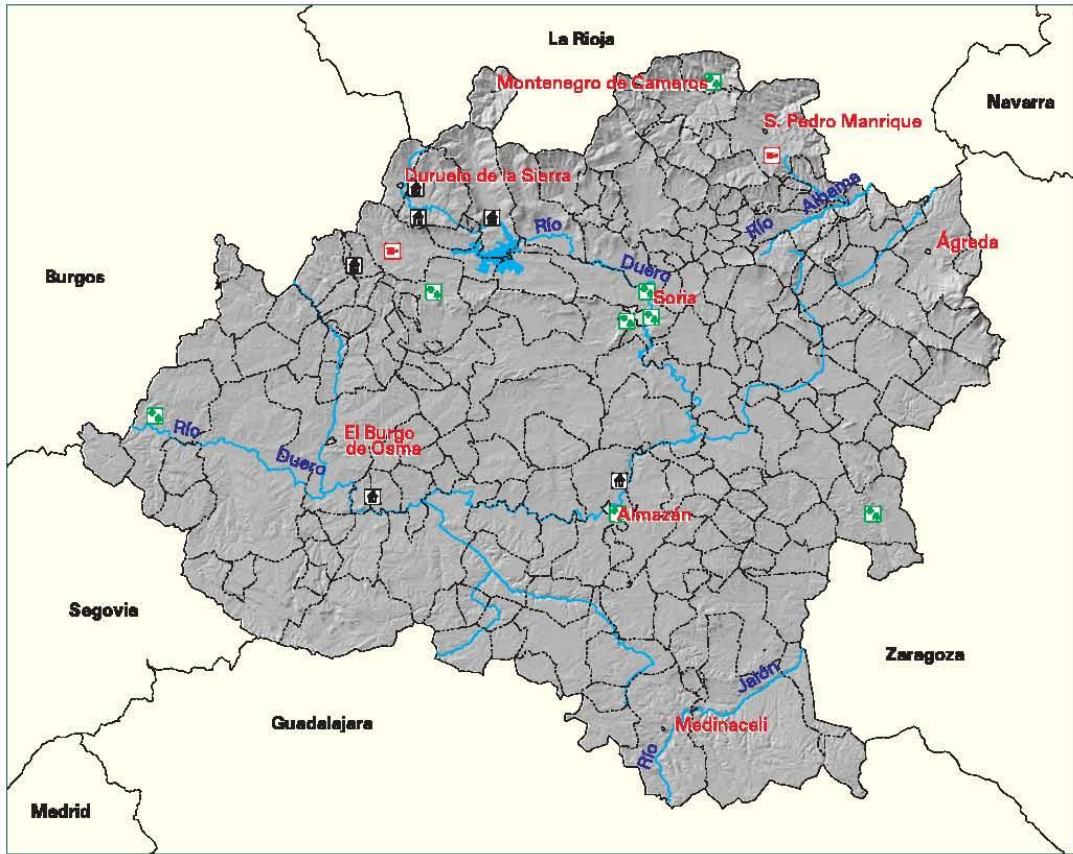 La Rioja
Montenegro de Cameros
Navarra
S. Pedro Manrique
Duruelo de la Sierra
Río Alhama
Río
Ágreda
Burgos
Duero
Soria
Río
Duero
El Burgo
de Osma
Almazán
Segovia
Zaragoza
Jalón
Guadalajara
Medinaceli
Río
Madrid